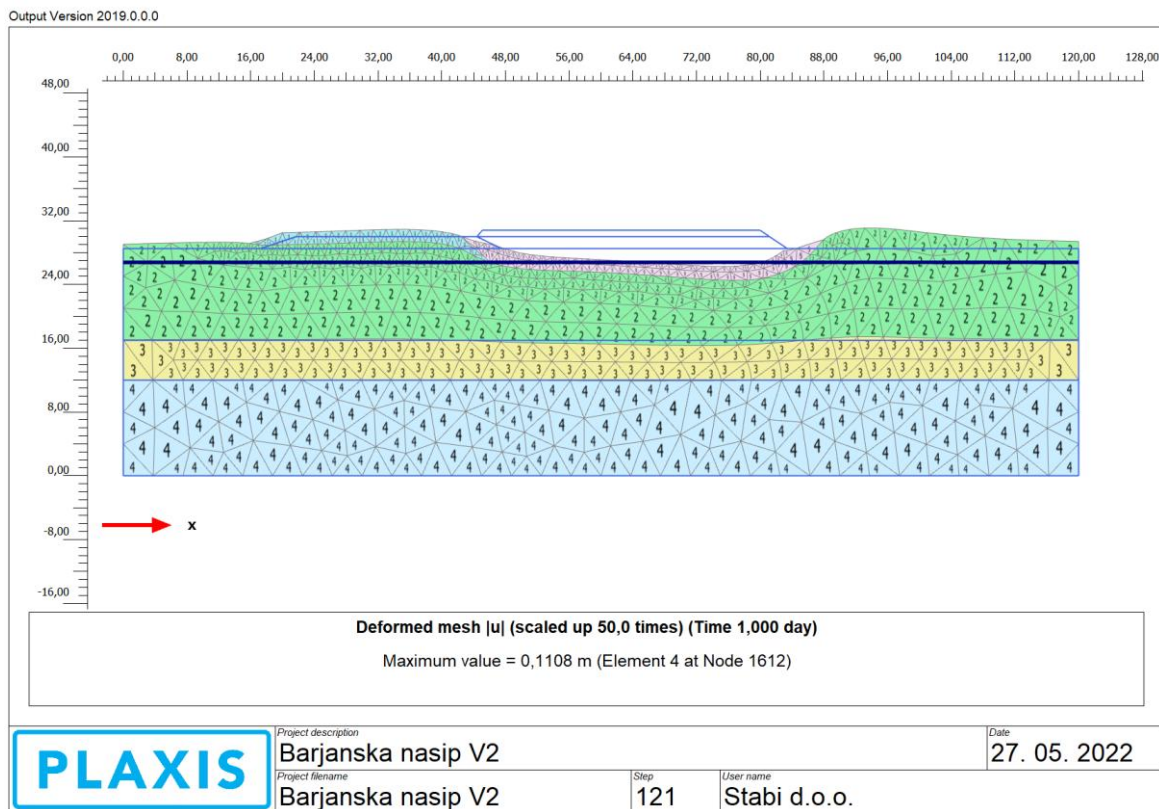 Output Version 2019.0.0.0
0,00 8,00 16,00 24,00 32,00 40,00 48,00 56,00 64,00 72,00 80,00 88,00 96,00 104,00 112,00 120,00 128,00
48,00
40,00
32,00
24,00
16,00
8,00
0,00
-8,00
-16,00
x
Deformed mesh |u| (scaled up 50,0 times) (Time 1,000 day)
Maximum value = 0,1108 m (Element 4 at Node 1612)
PLAXIS
Project description
Date
Barjanska nasip V2
27. 05. 2022
Project filename
Step
User name
Barjanska nasip V2
121
Stabi d.o.o.